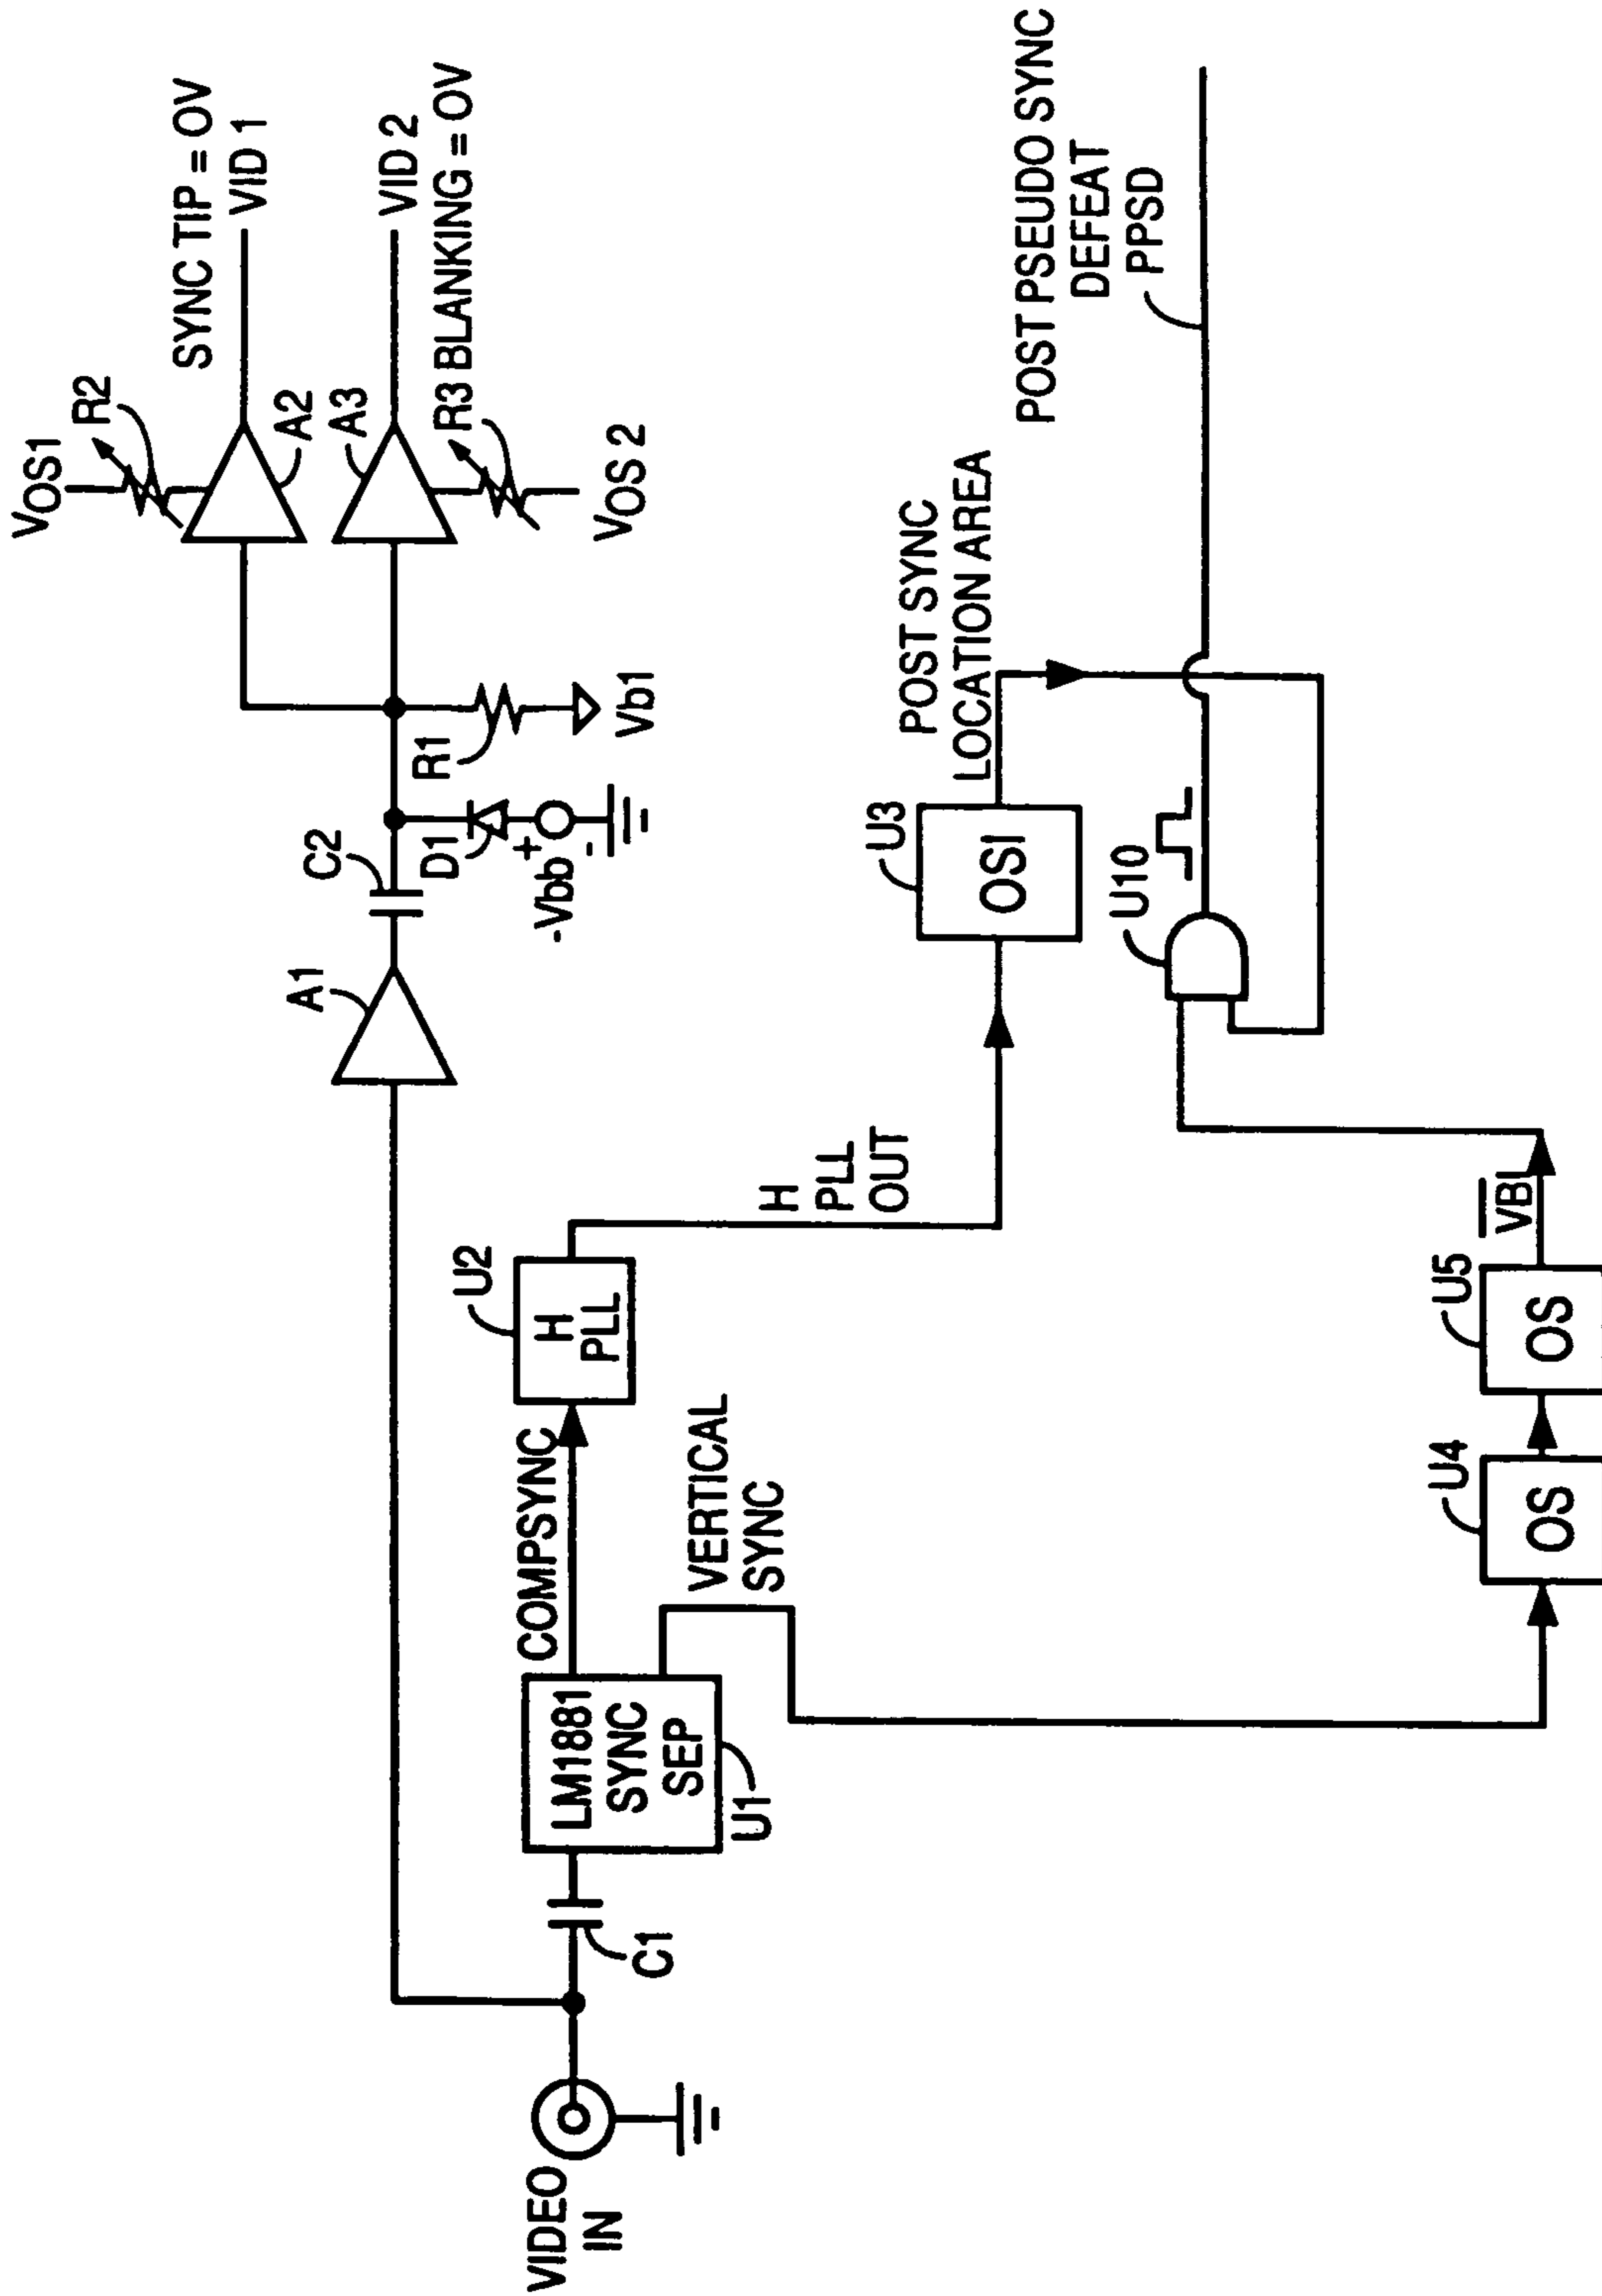 VOS1
R2
SYNC TIP = OV
VID 1
A2
A3
VID 2
R3 BLANKING = OV
VOS 2
A1
C2
D1
+
-Vbb
-
R1
Vb1
VIDEO
IN
C1
LM1881
SYNC
SEP
U1
COMPSYNC
VERTICAL
SYNC
U2
H
PLL
H
PLL
OUT
U3
OSI
POST SYNC
LOCATION AREA
U10
POST PSEUDO SYNC
DEFEAT
PPSD
U4
OS
U5
OS
VBI